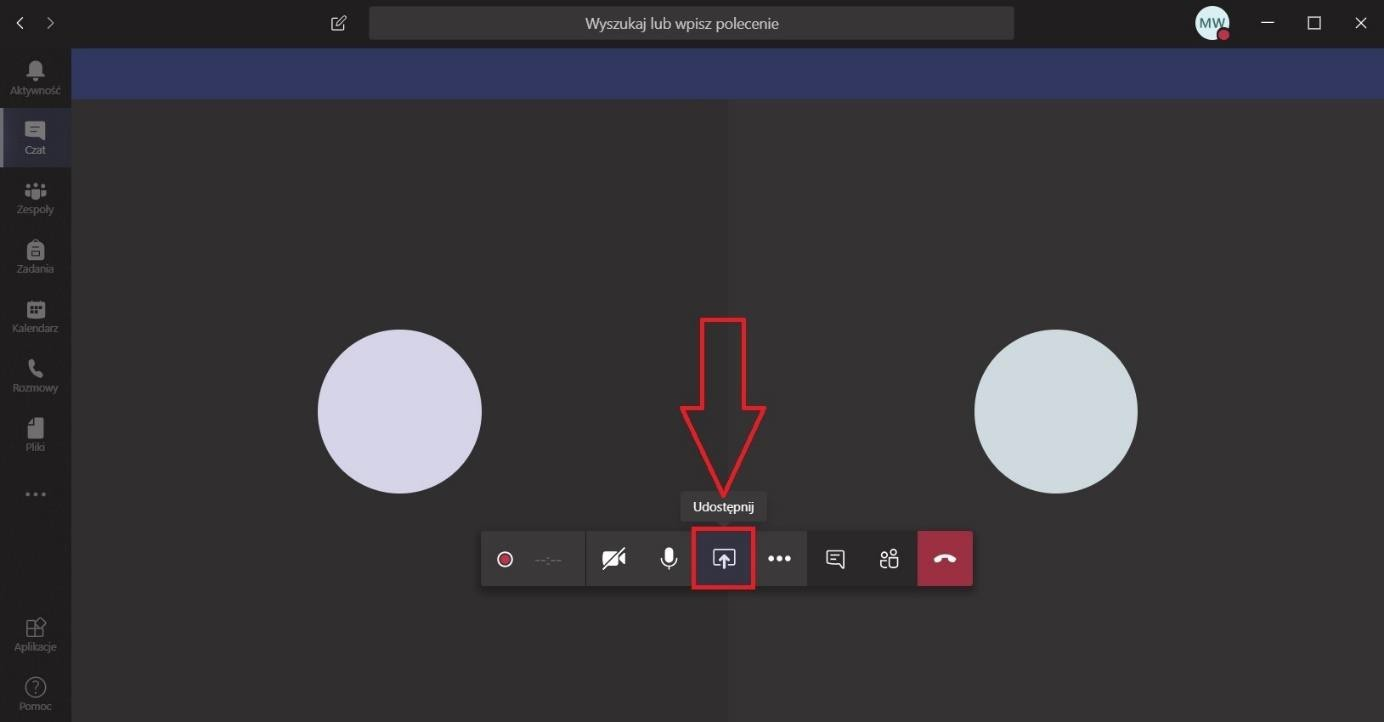 Wyszukaj lub wpisz polecenie
MW
Aktywność
Czat
Zespoły
Zadania
Kalendarz
Rozmowy
Pliki
Udostępnij
--:--
Aplikacje
Pomoc